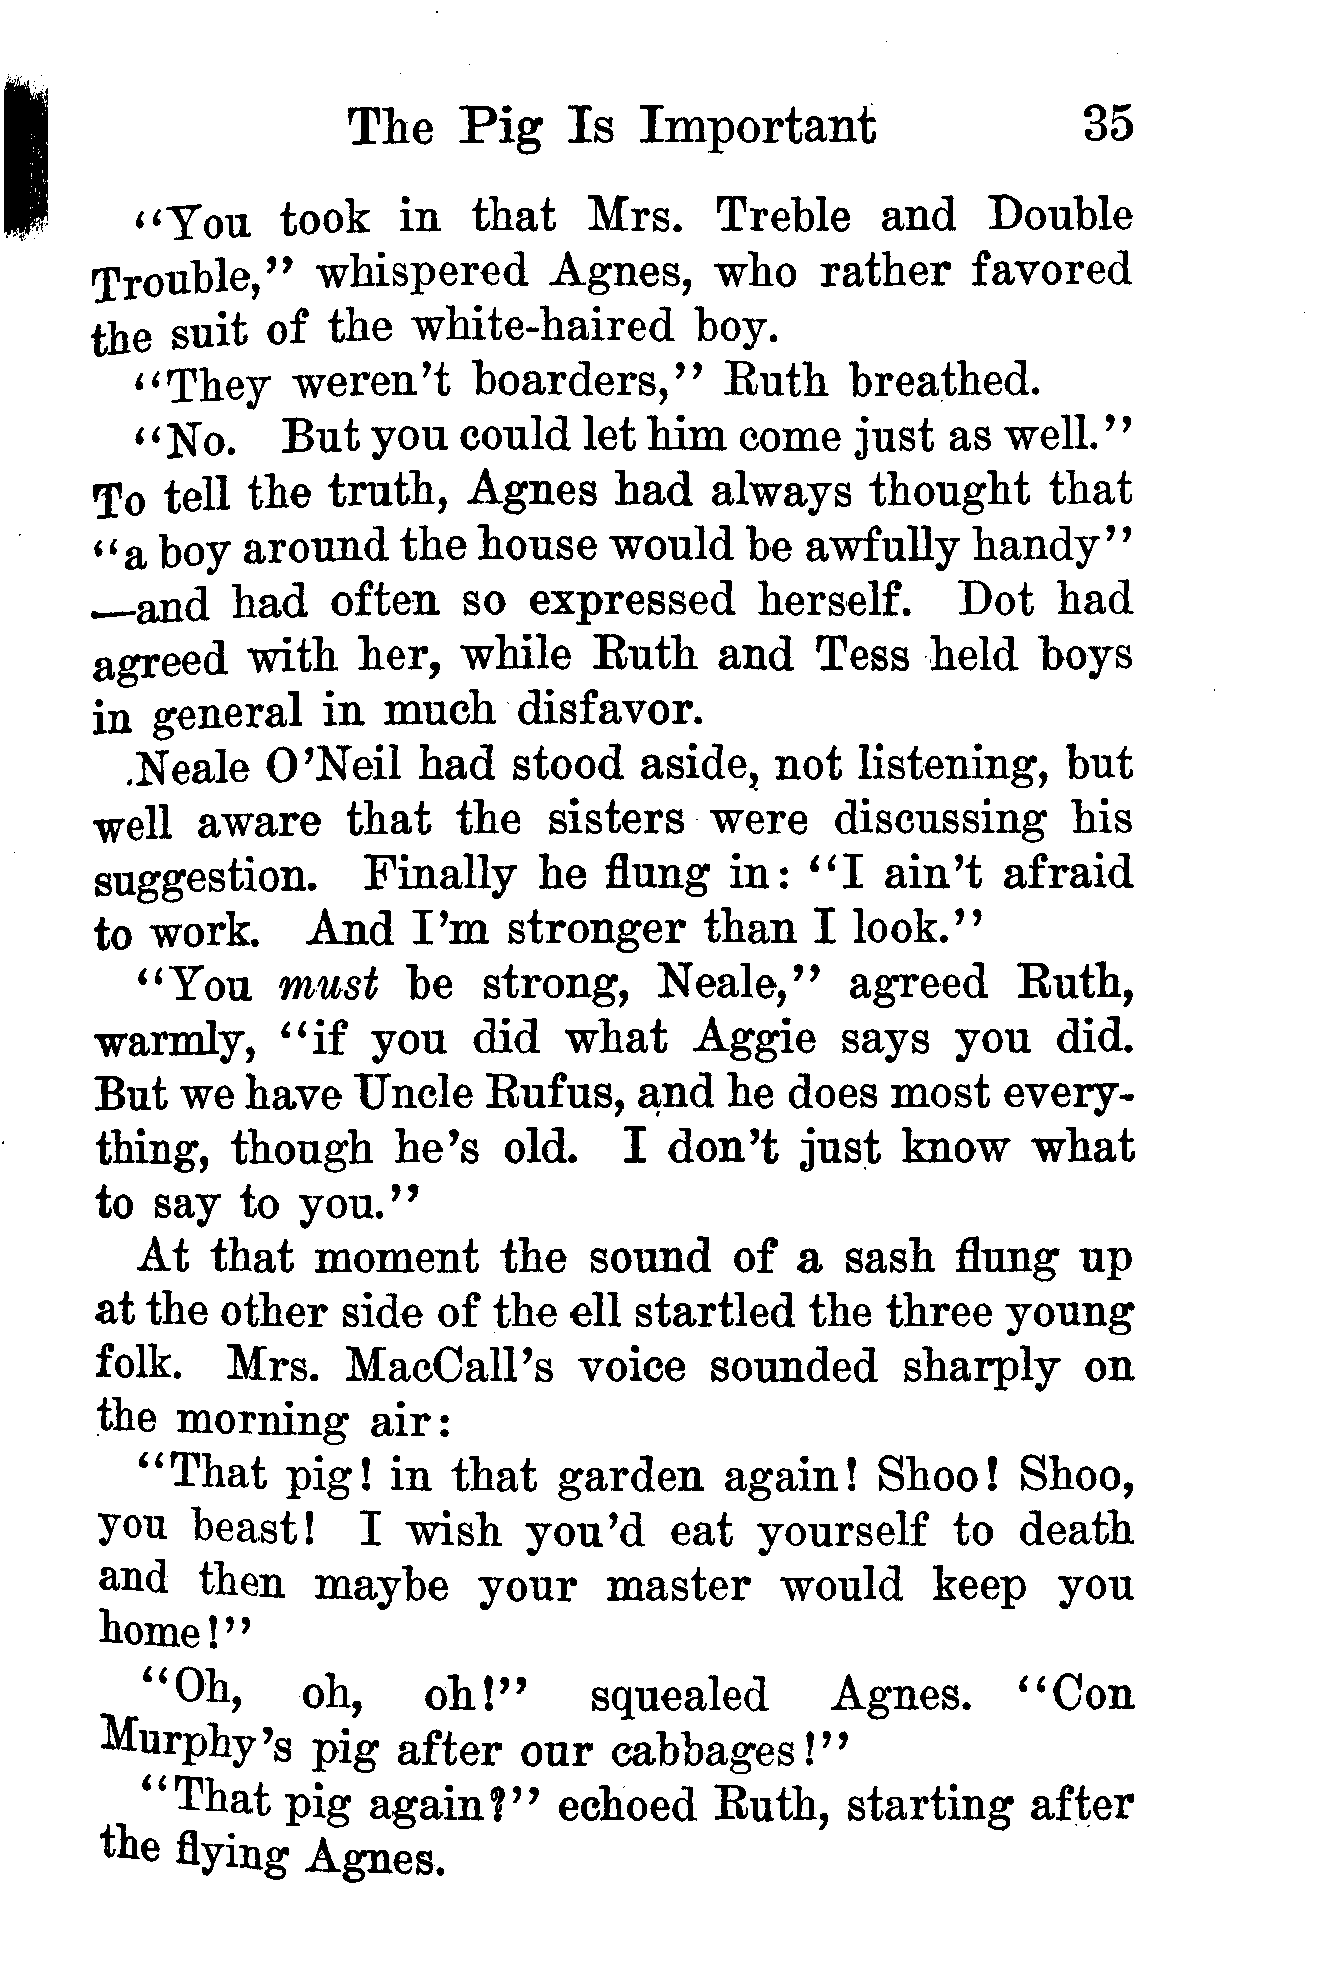 The Pig Is Important 35
"You took in that Mrs. Treble and Double
Trouble," whispered Agnes, who rather favored
the suit of the white-haired boy.
"They weren't boarders," Ruth breathed.
"No. But you could let him come just as well."
To tell the truth, Agnes had always thought that
"a boy around the house would be awfully handy"
—and had often so expressed herself. Dot had
agreed with her, while Ruth and Tess held boys
in general in much disfavor.
Neale O'Neil had stood aside, not listening, but
well aware that the sisters were discussing his
suggestion. Finally he flung in: "I ain't afraid
to work. And I'm stronger than I look."
"You must be strong, Neale," agreed Ruth,
warmly, "if you did what Aggie says you did.
But we have Uncle Rufus, and he does most every-
thing, though he's old. I don't just know what
to say to you."
At that moment the sound of a sash flung up
at the other side of the ell startled the three young
folk. Mrs. MacCall's voice sounded sharply on
the morning air:
"That pig! in that garden again! Shoo! Shoo,
you beast! I wish you'd eat yourself to death
and then maybe your master would keep you
home!"
"Oh, oh, oh!" squealed Agnes. "Con
Murphy's pig after our cabbages!"
"That pig again?" echoed Ruth, starting after
the flying Agnes.